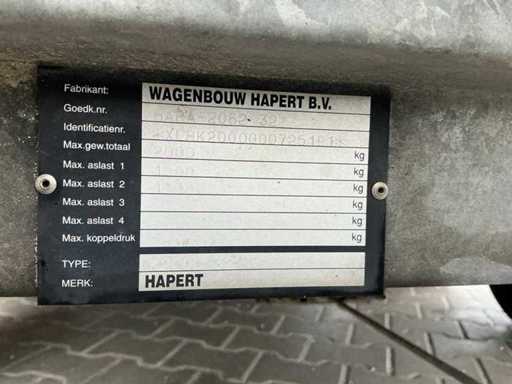 Fabrikant: WAGENBOUW HAPERT B.V.
Goedk.nr.
Identificatienr.
Max.gew.totaal 2000 kg
Max. aslast 1 kg
Max. aslast 2 kg
Max. aslast 3 kg
Max. aslast 4 kg
Max. koppeldruk kg
TYPE:
MERK: HAPERT